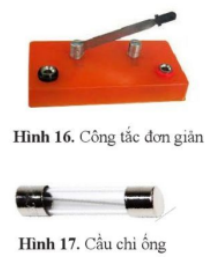 Hình 16. Công tắc đơn giản
Hình 17. Cầu chì ống